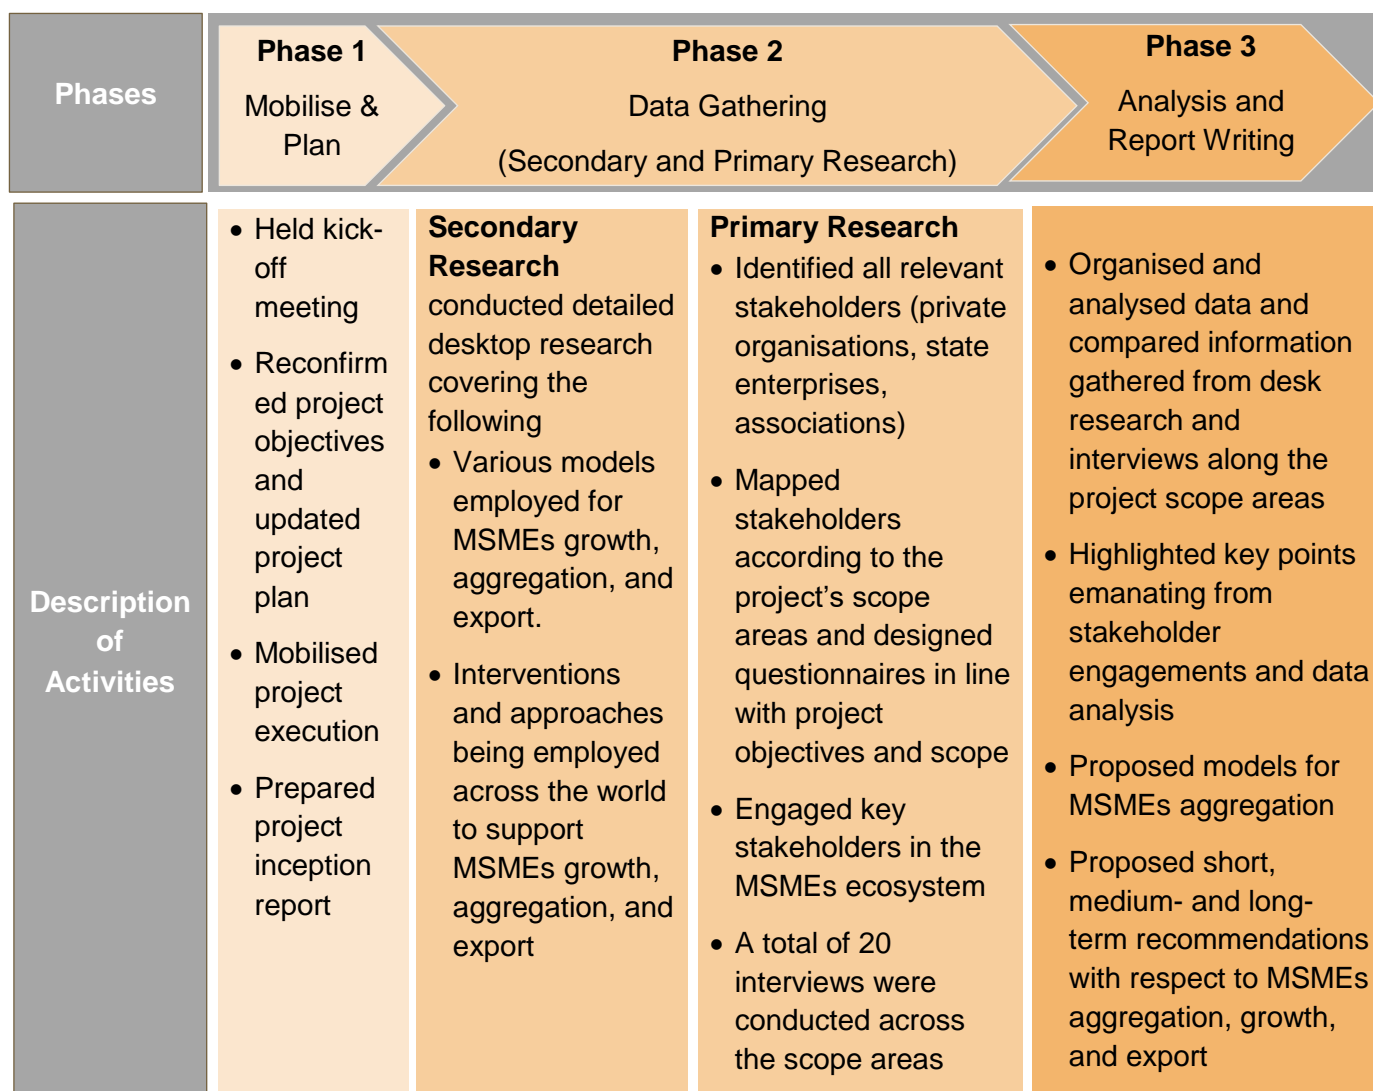 Phases
Phase 1
Mobilise &
Plan
Phase 2
Data Gathering
(Secondary and Primary Research)
Phase 3
Analysis and
Report Writing
Description
of
Activities
• Held kick-
off
meeting
• Reconfirm
ed project
objectives
and
updated
project
plan
• Mobilised
project
execution
• Prepared
project
inception
report
Secondary
Research
conducted detailed
desktop research
covering the
following
• Various models
employed for
MSMEs growth,
aggregation, and
export.
• Interventions
and approaches
being employed
across the world
to support
MSMEs growth,
aggregation, and
export
Primary Research
• Identified all relevant
stakeholders (private
organisations, state
enterprises,
associations)
• Mapped
stakeholders
according to the
project's scope
areas and designed
questionnaires in line
with project
objectives and scope
• Engaged key
stakeholders in the
MSMEs ecosystem
• A total of 20
interviews were
conducted across
the scope areas
• Organised and
analysed data and
compared information
gathered from desk
research and
interviews along the
project scope areas
• Highlighted key points
emanating from
stakeholder
engagements and data
analysis
• Proposed models for
MSMEs aggregation
• Proposed short,
medium- and long-
term recommendations
with respect to MSMEs
aggregation, growth,
and export